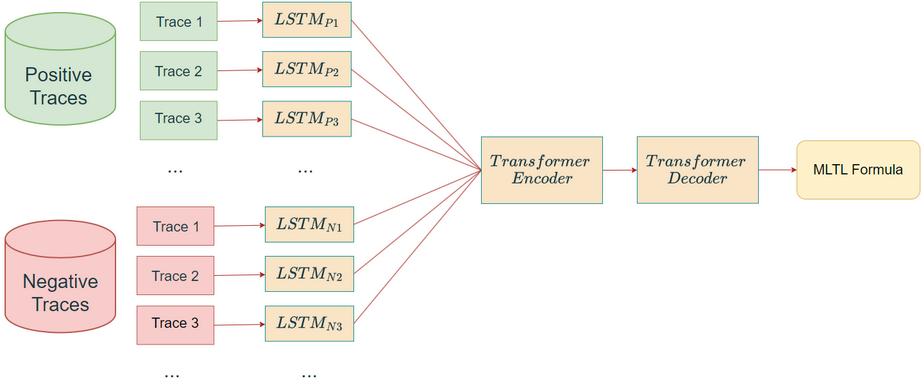 Positive
Traces
Trace 1
LSTM_{P1}
Trace 2
LSTM_{P2}
Trace 3
LSTM_{P3}
...
...
Transformer
Encoder
Transformer
Decoder
MLTL Formula
Negative
Traces
Trace 1
LSTM_{N1}
Trace 2
LSTM_{N2}
Trace 3
LSTM_{N3}
...
...